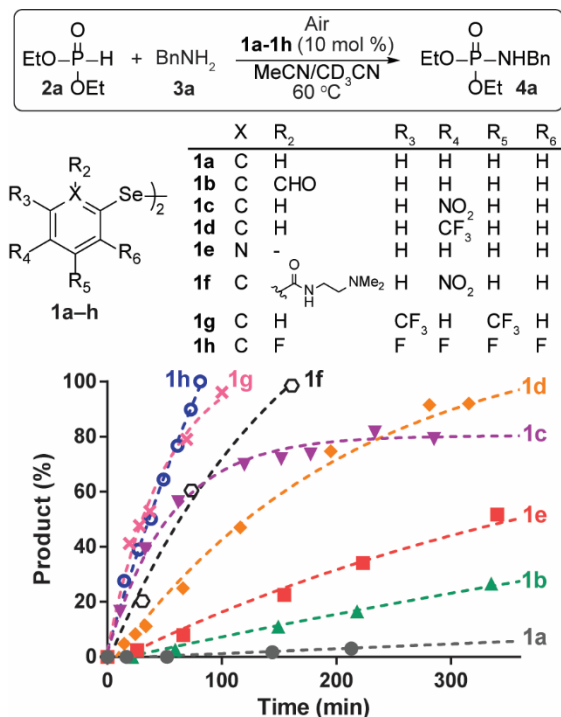 Air
O
EtO P H + BnNH₂ 1a-1h (10 mol %) EtO P NHBn
OEt MeCN/CD₃CN OEt
2a 3a 60 °C 4a
X R₂ R₃ R₄ R₅ R₆
1a C H H H H H
1b C CHO H H H H
1c C H H NO₂ H H
1d C H H CF₃ H H
1e N - H H H H
1f C O N H NMe₂ H NO₂ H H
1g C H CF₃ H CF₃ H
1h C F F F F F
R₂
R₃ X Se )₂
R₄ R₆
R₅
1a–h
1h 1g 1f 1d
1c
1e
1b
1a
Product (%)
100
80
60
40
20
0
0 100 200 300
Time (min)